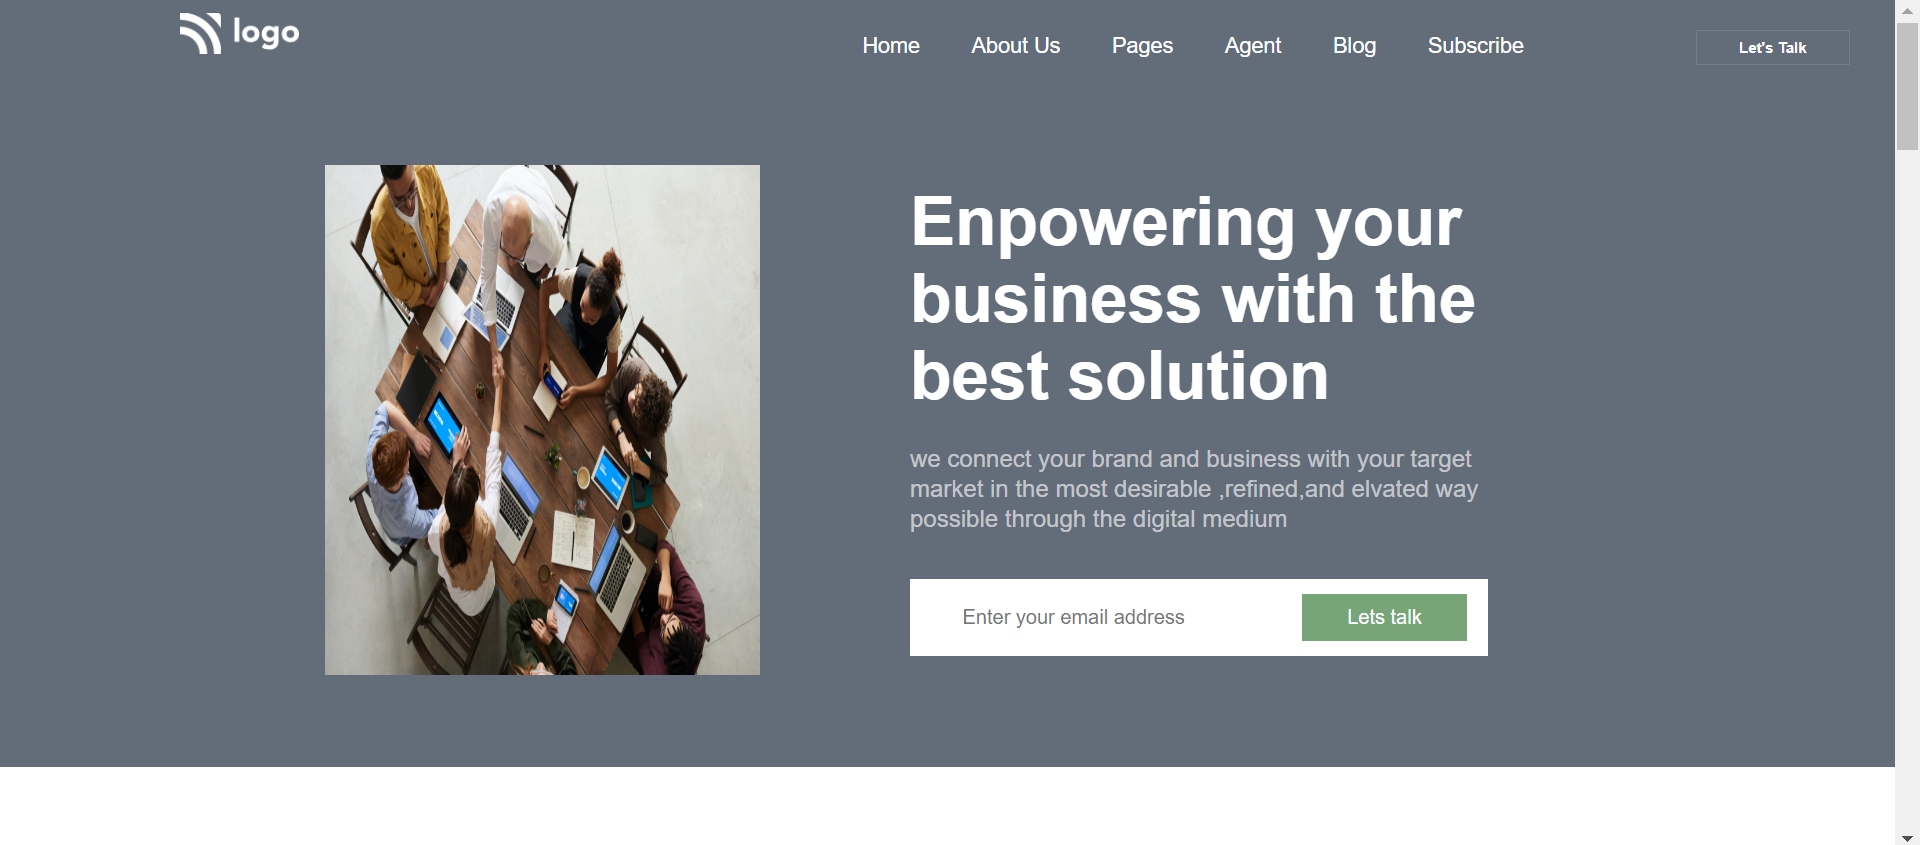 logo
Home About Us Pages Agent Blog Subscribe Let's Talk
Enpowering your
business with the
best solution
we connect your brand and business with your target
market in the most desirable ,refined,and elvated way
possible through the digital medium
Enter your email address Lets talk